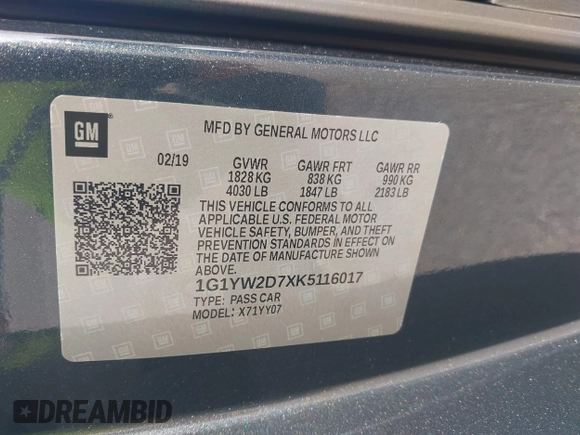 GM
MFD BY GENERAL MOTORS LLC
02/19 GVWR GAWR FRT GAWR RR
1828 KG 838 KG 990 KG
4030 LB 1847 LB 2183 LB
THIS VEHICLE CONFORMS TO ALL
APPLICABLE U.S. FEDERAL MOTOR
VEHICLE SAFETY, BUMPER, AND THEFT
PREVENTION STANDARDS IN EFFECT ON
THE DATE OF MANUFACTURE SHOWN
ABOVE.
1G1YW2D7XK5116017
TYPE: PASS CAR
MODEL: X71YY07
DREAMBID